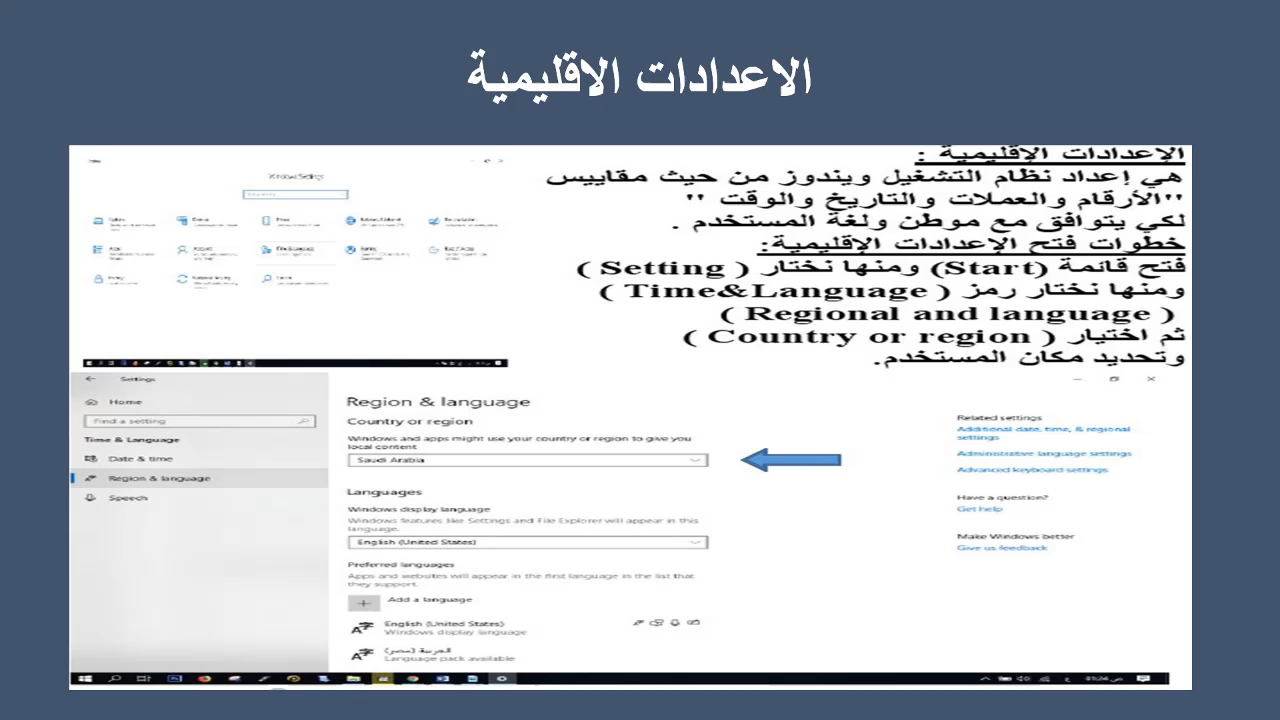 الاعدادات الاقليمية
الإعدادات الإقليمية :
هي إعداد نظام التشغيل ويندوز من حيث مقاييس
"الأرقام والعملات والتاريخ والوقت "
لكي يتوافق مع موطن ولغة المستخدم .
خطوات فتح الإعدادات الإقليمية:
فتح قائمة (Start) ومنها نختار ( Setting )
ومنها نختار رمز ( Time&Language )
( Regional and language )
ثم اختيار ( Country or region )
وتحديد مكان المستخدم.
Settings
Home
Find a setting
Time & Language
Date & time
Region & language
Speech
Region & language
Country or region
Windows and apps might use your country or region to give you
local content
Saudi Arabia
Languages
Windows display language
Windows features like Settings and File Explorer will appear in this
language.
English (United States)
Preferred languages
Apps and websites will appear in the first language in the list that
they support.
Add a language
English (United States)
Windows display language
العربية (مصر)
Language pack available
Related settings
Additional date, time, & regional
settings
Administrative language settings
Advanced keyboard settings
Have a question?
Get help
Make Windows better
Give us feedback
ع
01:24 ص